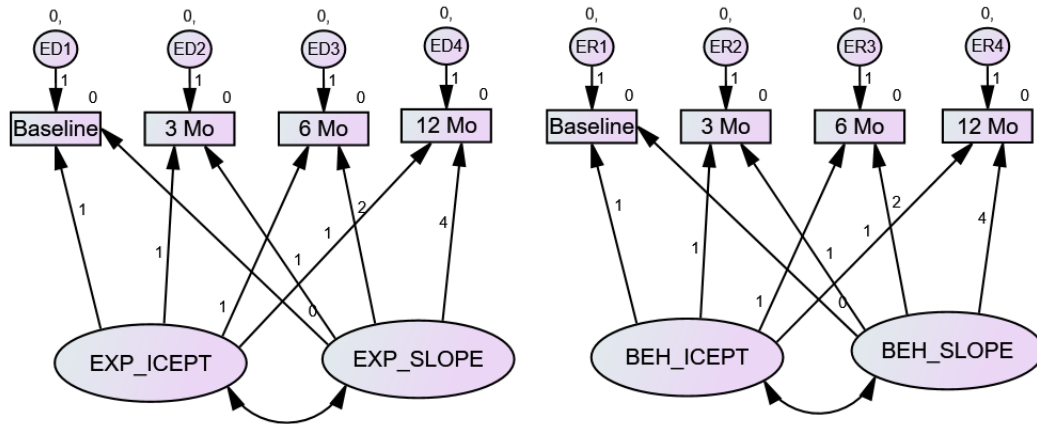 0, 0, 0, 0, 0, 0, 0, 0,
ED1 ED2 ED3 ED4 ER1 ER2 ER3 ER4
1 1 1 1 1 1 1 1
0 0 0 0 0 0 0 0
Baseline 3 Mo 6 Mo 12 Mo Baseline 3 Mo 6 Mo 12 Mo
1 2 4 1 2 4
1 1 1 1 1 1
1 0 1 0
EXP_ICEPT EXP_SLOPE BEH_ICEPT BEH_SLOPE